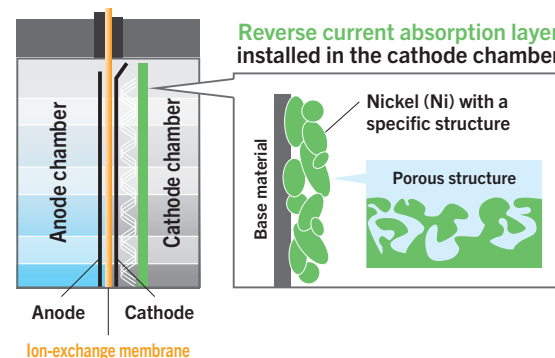 Reverse current absorption layer
installed in the cathode chamber
Anode chamber
Cathode chamber
Base material
Nickel (Ni) with a
specific structure
Porous structure
Anode
Cathode
Ion-exchange membrane